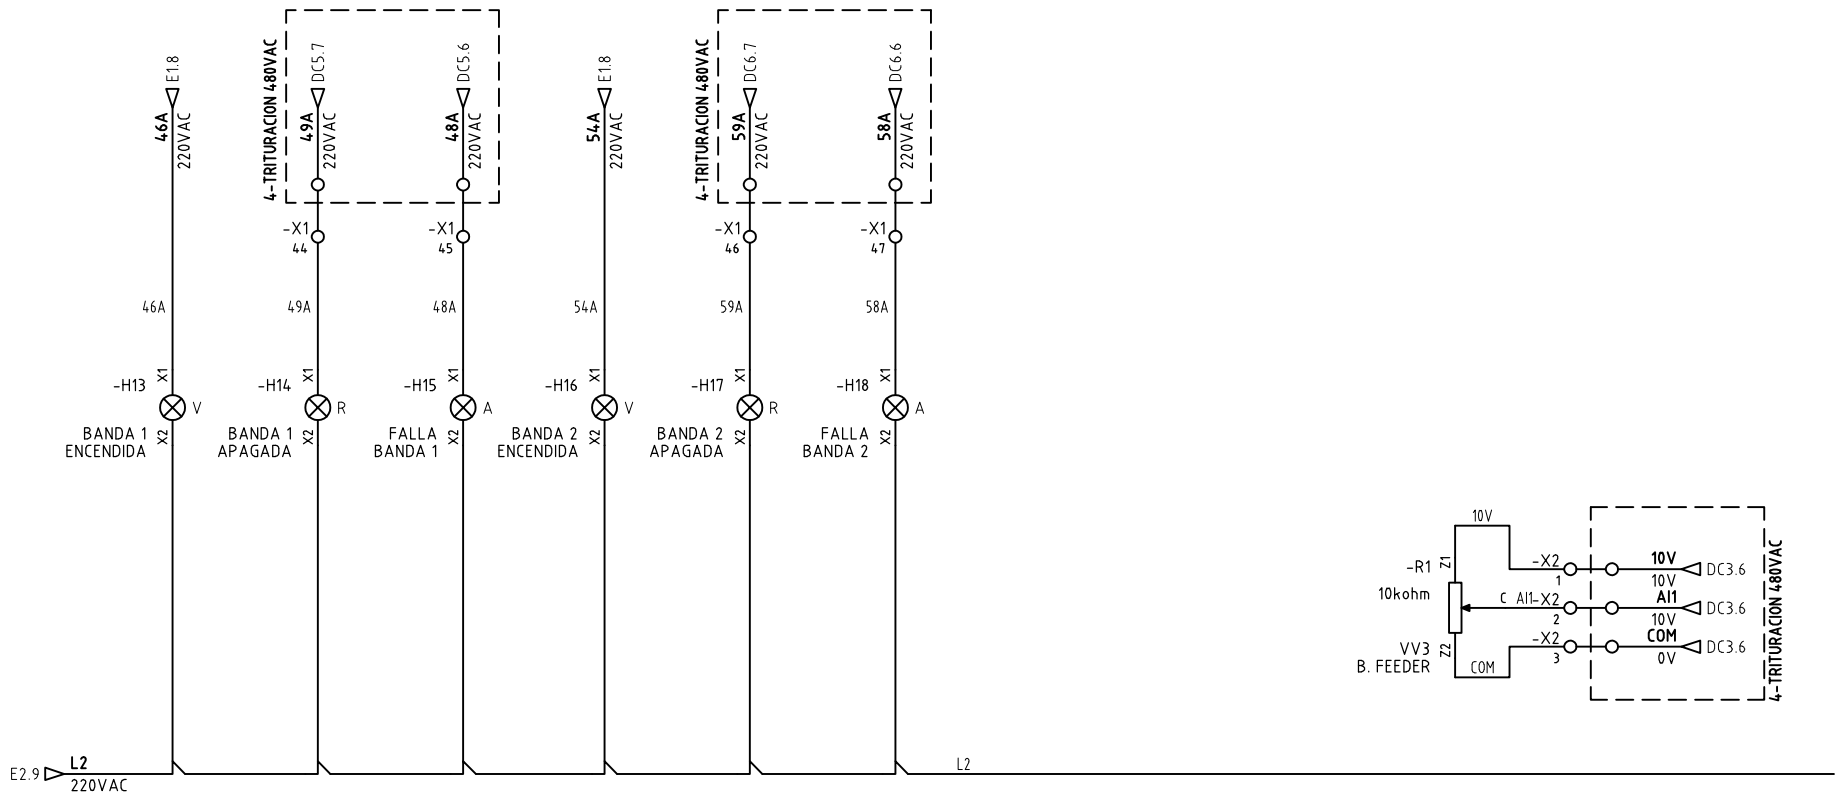 E1.8
46A
220VAC
4-TRITURACION 480VAC
DC5.7
49A
220VAC
DC5.6
48A
220VAC
E1.8
54A
220VAC
4-TRITURACION 480VAC
DC6.7
59A
220VAC
DC6.6
58A
220VAC
-X1
44
-X1
45
-X1
46
-X1
47
46A
49A
48A
54A
59A
58A
-H13
X1
V
X2
BANDA 1
ENCENDIDA
-H14
X1
R
X2
BANDA 1
APAGADA
-H15
X1
A
X2
FALLA
BANDA 1
-H16
X1
V
X2
BANDA 2
ENCENDIDA
-H17
X1
R
X2
BANDA 2
APAGADA
-H18
X1
A
X2
FALLA
BANDA 2
10V
-R1
Z1
10kohm
Z2
VV3
B. FEEDER
COM
-X2
1
10V
10V
DC3.6
C AI1
-X2
2
AI1
10V
DC3.6
-X2
3
COM
0V
DC3.6
4-TRITURACION 480VAC
E2.9
L2
220VAC
L2